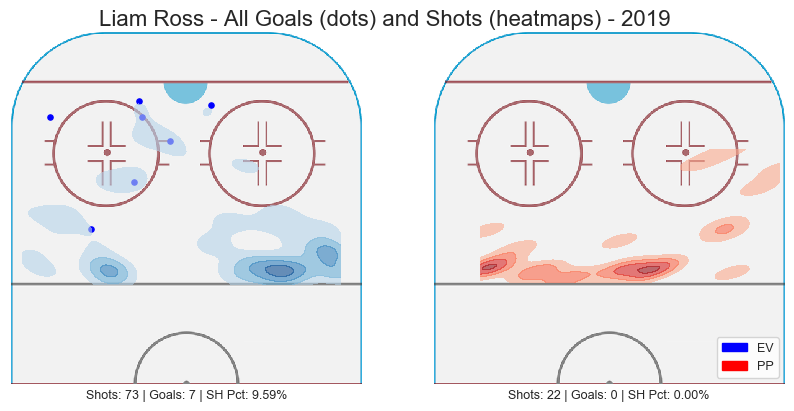 Liam Ross - All Goals (dots) and Shots (heatmaps) - 2019
EV
PP
Shots: 73 | Goals: 7 | SH Pct: 9.59%
Shots: 22 | Goals: 0 | SH Pct: 0.00%